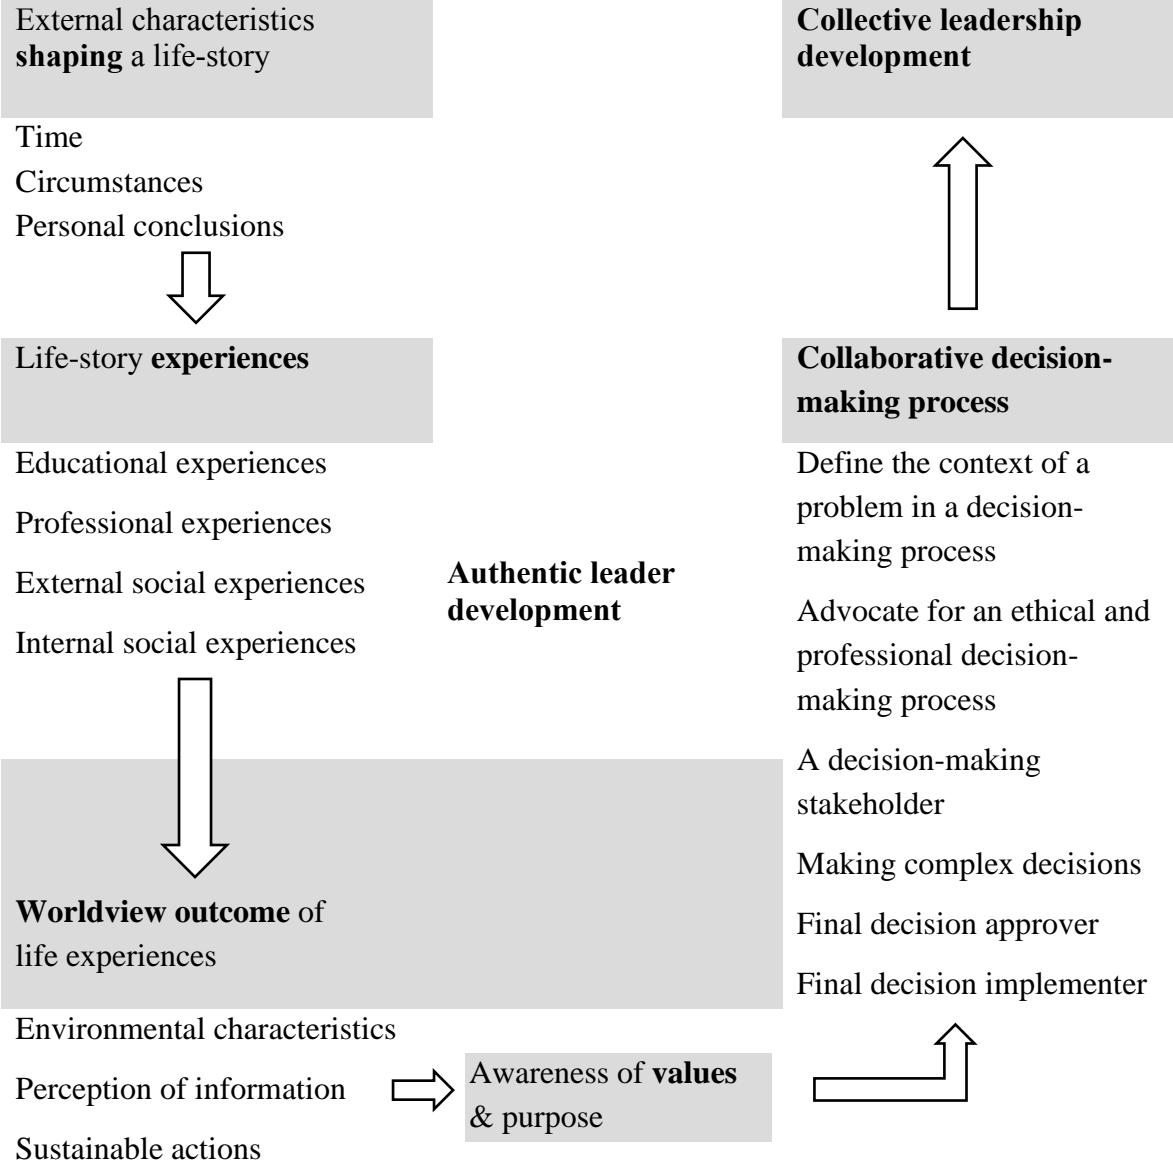 External characteristics
shaping a life-story
Time
Circumstances
Personal conclusions
Life-story experiences
Educational experiences
Professional experiences
External social experiences
Internal social experiences
Worldview outcome of
life experiences
Environmental characteristics
Perception of information
Sustainable actions
Authentic leader
development
Awareness of values
& purpose
Collective leadership
development
Collaborative decision-
making process
Define the context of a
problem in a decision-
making process
Advocate for an ethical and
professional decision-
making process
A decision-making
stakeholder
Making complex decisions
Final decision approver
Final decision implementer